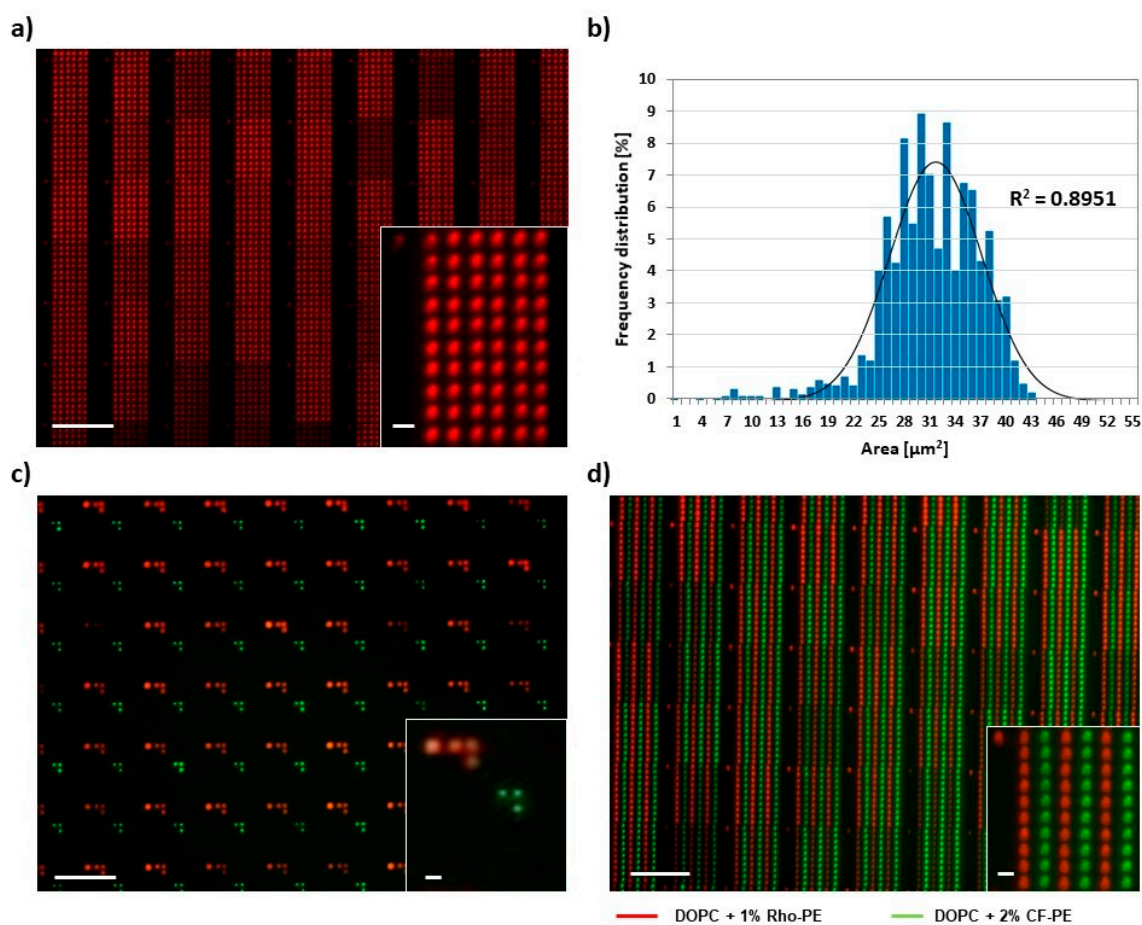 a)
b)
10
9
8
7
6
5
4
3
2
1
0
Frequency distribution [%]
R² = 0.8951
1 4 7 10 13 16 19 22 25 28 31 34 37 40 43 46 49 52 55
Area [µm²]
c)
d)
DOPC + 1% Rho-PE
DOPC + 2% CF-PE